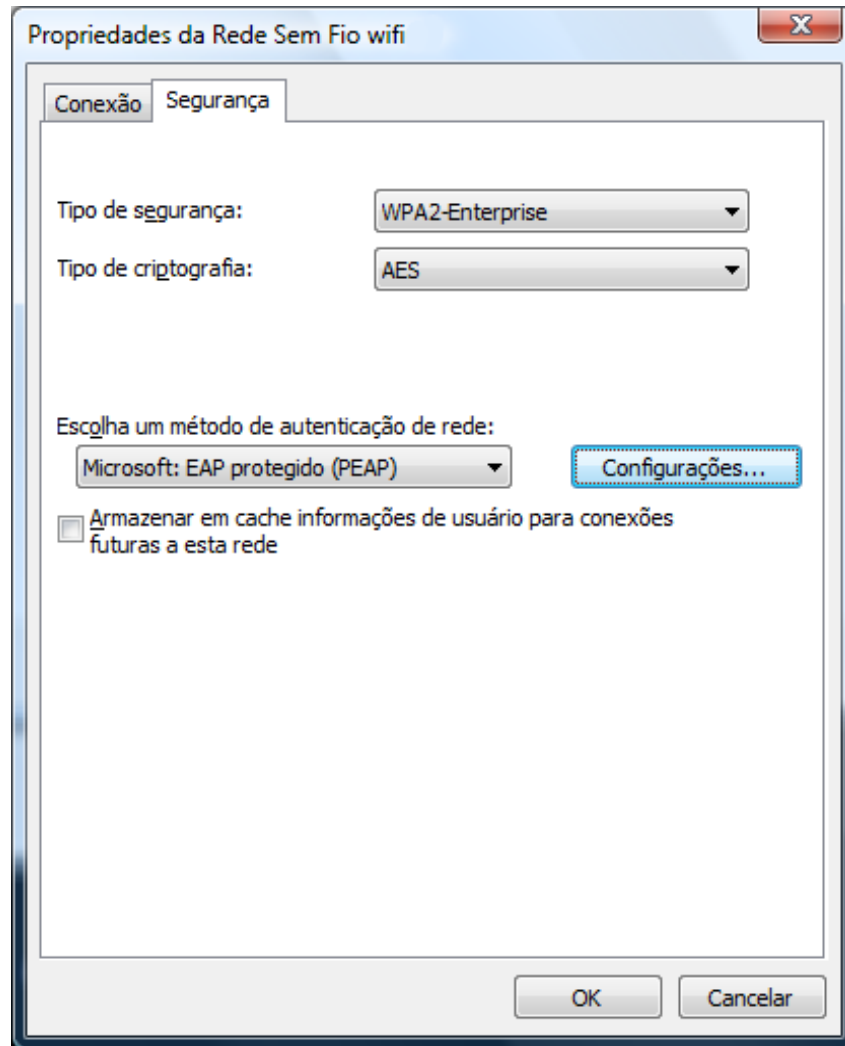 Propriedades da Rede Sem Fio wifi
Conexão
Segurança
Tipo de segurança:
WPA2-Enterprise
Tipo de criptografia:
AES
Escolha um método de autenticação de rede:
Microsoft: EAP protegido (PEAP)
Configurações...
Armazenar em cache informações de usuário para conexões
futuras a esta rede
OK
Cancelar